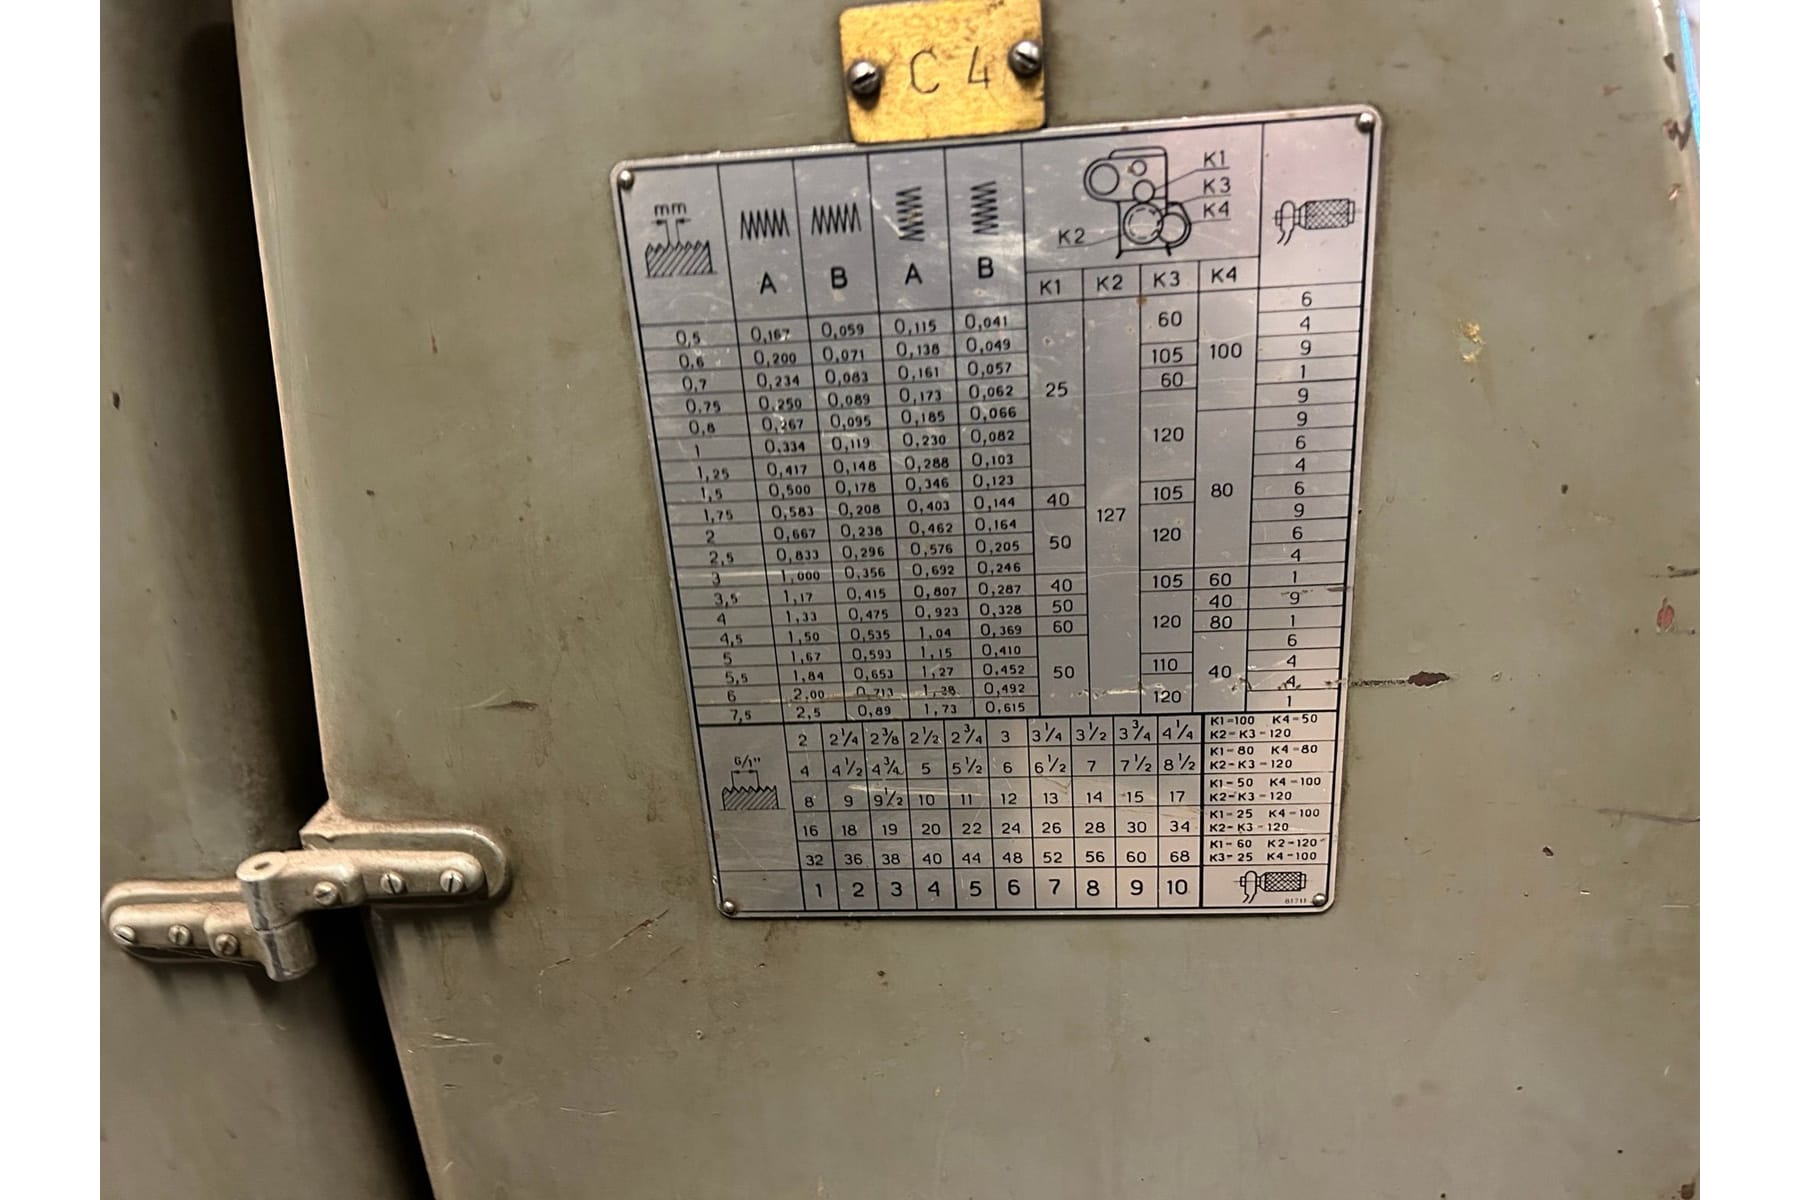 C 4
mm
K1
K3
K4
K2
A B A B K1 K2 K3 K4
0,5 0,167 0,059 0,115 0,041 60 6
0,6 0,200 0,071 0,138 0,049 4
0,7 0,234 0,083 0,161 0,057 105 100 9
0,75 0,250 0,089 0,173 0,062 60 1
0,8 0,267 0,095 0,185 0,066 25 9
1 0,334 0,119 0,230 0,082 120 9
1,25 0,417 0,148 0,288 0,103 6
1,5 0,500 0,178 0,346 0,123 4
1,75 0,583 0,208 0,403 0,144 40 105 80 6
2 0,667 0,238 0,462 0,164 127 9
2,5 0,833 0,296 0,576 0,205 50 120 6
3 1,000 0,356 0,692 0,246 4
3,5 1,17 0,415 0,807 0,287 40 105 60 1
4 1,33 0,475 0,923 0,328 50 40 9
4,5 1,50 0,535 1,04 0,369 60 120 80 1
5 1,67 0,593 1,15 0,410 6
5,5 1,84 0,653 1,27 0,452 50 110 40 4
6 2,00 0,713 1,38 0,492 4
7,5 2,5 0,89 1,73 0,615 120 1
G/1"
2 2¼ 2⅜ 2½ 2¾ 3 3¼ 3½ 3¾ 4¼ K1-100 K4-50
K2-K3-120
4 4½ 4¾ 5 5½ 6 6½ 7 7½ 8½ K1-80 K4-80
K2-K3-120
8 9 9½ 10 11 12 13 14 15 17 K1-50 K4-100
K2-K3-120
16 18 19 20 22 24 26 28 30 34 K1-25 K4-100
K2-K3-120
32 36 38 40 44 48 52 56 60 68 K1-60 K2-120
K3-25 K4-100
1 2 3 4 5 6 7 8 9 10